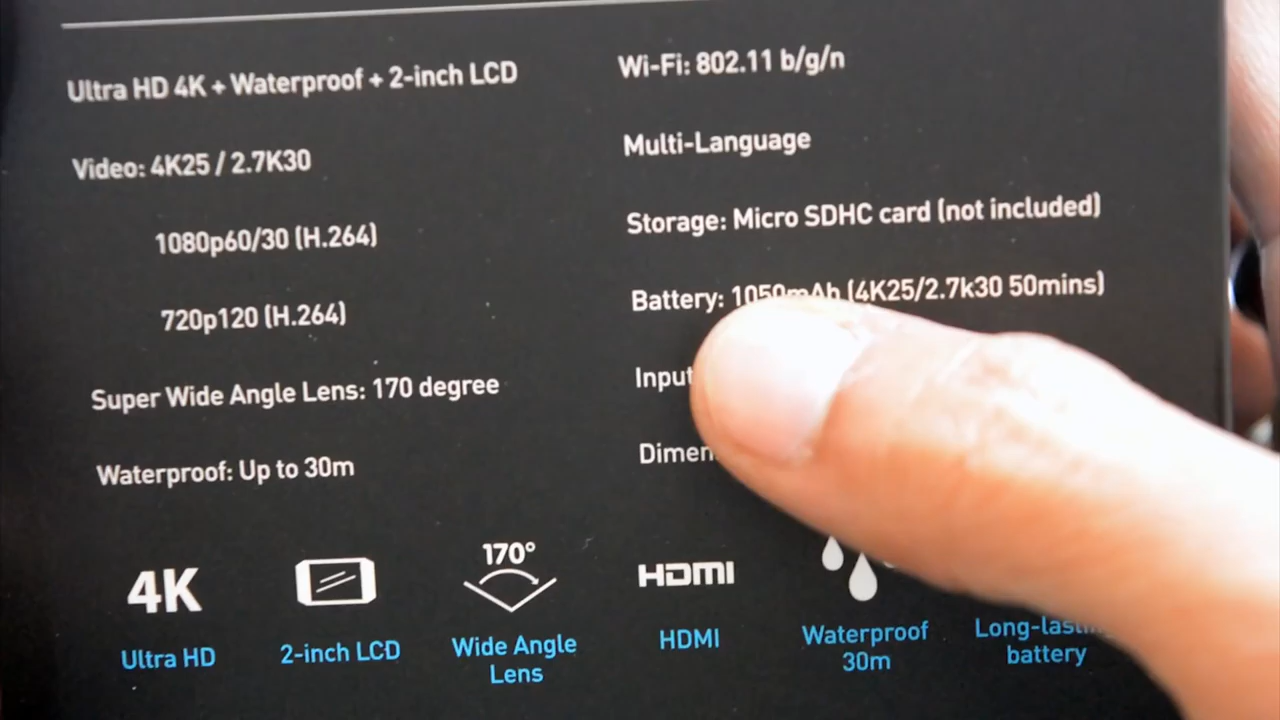 Ultra HD 4K + Waterproof + 2-inch LCD
Video: 4K25 / 2.7K30
1080p60/30 (H.264)
720p120 (H.264)
Super Wide Angle Lens: 170 degree
Waterproof: Up to 30m
Wi-Fi: 802.11 b/g/n
Multi-Language
Storage: Micro SDHC card (not included)
Battery: 1050mAh (4K25/2.7k30 50mins)
Input
4K
Ultra HD
2-inch LCD
170°
Wide Angle
Lens
HDMI
HDMI
Waterproof
30m
Long-lasting
battery